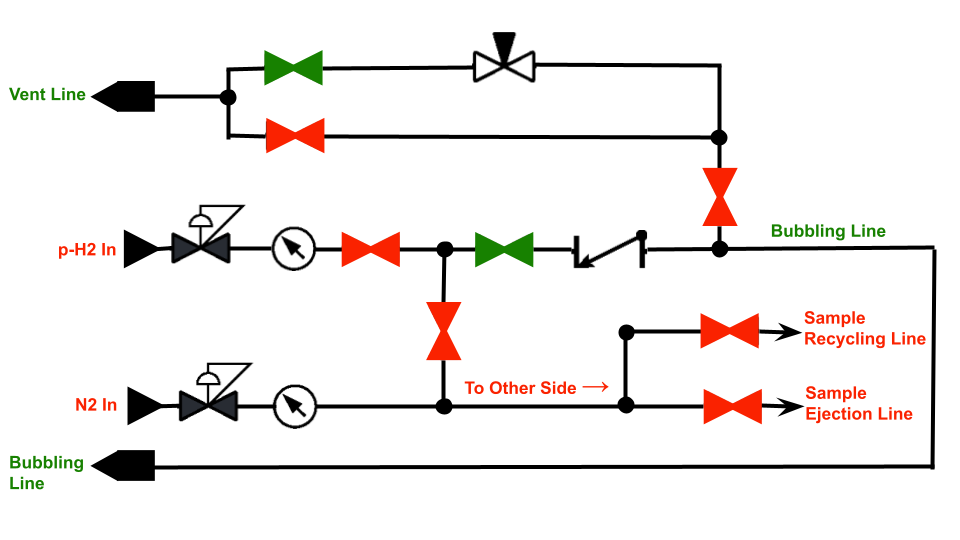 Vent Line
p-H2 In
Bubbling Line
Sample
Recycling Line
To Other Side →
N2 In
Sample
Ejection Line
Bubbling
Line